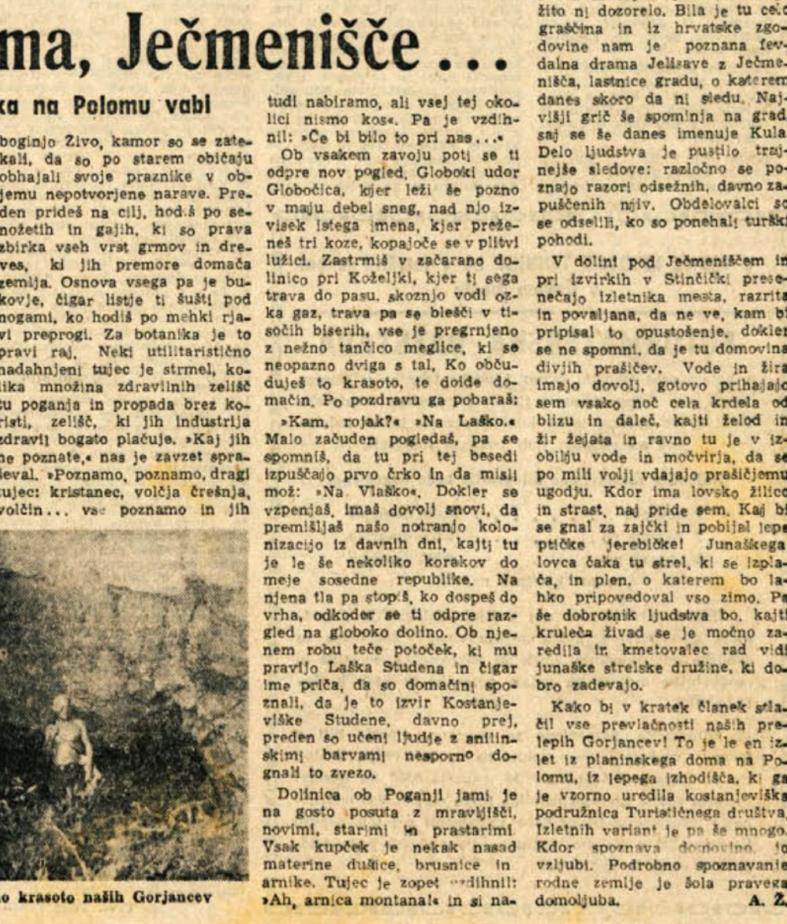 ma, Ječmenišče...
ka na Polomu vabi
boginjo Živo, kamor so se zate-
kali, da so po starem običaju
obhajali svoje praznike v ob-
jemu nepotvorjene narave. Pre-
den prideš na cilj, hodiš po se-
nožetih in gajih, ki so prava
zbirka vseh vrst grmov in dre-
ves, ki jih premore domača
zemlja. Osnova vsega pa je bu-
kovje, čigar listje ti šušti pod
nogami, ko hodiš po mehki rja-
vi preprogi. Za botanika je to
pravi raj. Neki utilitaristično
nadahnjeni tujec je strmel, ko-
lika množina zdravilnih zelišč
tu poganja in propada brez ko-
risti, zelišč, ki jih industrija
zdravil bogato plačuje. »Kaj jih
ne poznate,« nas je zavzet spra-
ševal. »Poznamo, poznamo, dragi
tujec: kristanec, volčja črešnja,
volčin... vse poznamo in jih
o krasoto naših Gorjancev
tudi nabiramo, ali vsej tej oko-
lici nismo kos«. Pa je vzdih-
nil: »Če bi bilo to pri nas...«
Ob vsakem zavoju poti se ti
odpre nov pogled. Globoki udor
Globočica, kjer leži še pozno
v maju debel sneg, nad njo iz-
visek istega imena, kjer preže-
neš tri koze, kopajoče se v plitvi
lužici. Zastrmiš v začarano do-
linico pri Koželjki, kjer ti sega
trava do pasu, skoznjo vodi oz-
ka gaz, trava pa se blešči v ti-
sočih biserih, vse je pregrnjeno
z nežno tančico meglice, ki se
neopazno dviga s tal. Ko obču-
duješ to krasoto, te doide do-
mačin. Po pozdravu ga pobaraš:
»Kam, rojak?« »Na Laško.«
Malo začuden pogledaš, pa se
spomniš, da tu pri tej besedi
izpuščajo prvo črko in da misli
mož: »Na Vlaško«. Dokler se
vzpenjaš, imaš dovolj snovi, da
premišljaš našo notranjo kolo-
nizacijo iz davnih dni, kajti tu
je le še nekoliko korakov do
meje sosedne republike. Na
njena tla pa stopiš, ko dospeš do
vrha, odkoder se ti odpre raz-
gled na globoko dolino. Ob nje-
nem robu teče potoček, ki mu
pravijo Laška Studena in čigar
ime priča, da so domačini spo-
znali, da je to izvir Kostanje-
viške Studene, davno prej,
preden so učeni ljudje z anilin-
skimi barvami nesporno do-
gnali to zvezo.
Dolinica ob Poganji jami je
na gosto posuta z mravljišči,
novimi, starimi in prastarimi
Vsak kupček je nekak nasad
materine dušice, brusnice in
arnike. Tujec je zopet vzdihnil:
»Ah, arnica montana!« in si na-
žito ni dozorelo. Bila je tu celo
graščina in iz hrvatske zgo-
dovine nam je poznana fev-
dalna drama Jelisave z Ječme-
nišča, lastnice gradu, o katerem
danes skoro da ni sledu. Naj-
višji grič še spominja na grad
saj se še danes imenuje Kula
Delo ljudstva je pustilo traj-
nejše sledove: razločno se po-
znajo razori odsežnih, davno za-
puščenih njiv. Obdelovalci so
se odselili, ko so ponehali turški
pohodi.
V dolini pod Ječmeniščem in
pri izvirkih v Stinčički prese-
nečajo izletnika mesta, razrita
in povaljana, da ne ve, kam bi
pripisal to opustošenje, dokler
se ne spomni, da je tu domovina
divjih prašičev. Vode in žira
imajo dovolj, gotovo prihajajo
sem vsako noč cela krdela od
blizu in daleč, kajti želod in
žir žejata in ravno tu je v iz-
obilju vode in močvirja, da se
po mili volji vdajajo prašičjemu
ugodju. Kdor ima lovsko žilico
in strast, naj pride sem. Kaj bi
se gnal za zajčki in pobijal lepe
ptičke jerebičke! Junaškega
lovca čaka tu strel, ki se izpla-
ča, in plen, o katerem bo la-
hko pripovedoval vso zimo. Pa
še dobrotnik ljudstva bo, kajti
kruleča živad se je močno za-
redila in kmetovalec rad vidi
junaške strelske družine, ki do-
bro zadevajo.
Kako bi v kratek članek stla-
čil vse prevlačnosti naših pre-
lepih Gorjancev! To je le en iz-
let iz planinskega doma na Po-
lomu, iz lepega izhodišča, ki ga
je vzorno uredila kostanjeviška
podružnica Turističnega društva.
Izletnih variant je pa še mnogo.
Kdor spoznava domovino, jo
vzljubi. Podrobno spoznavanje
rodne zemlje je šola pravega
domoljuba. A. Ž.